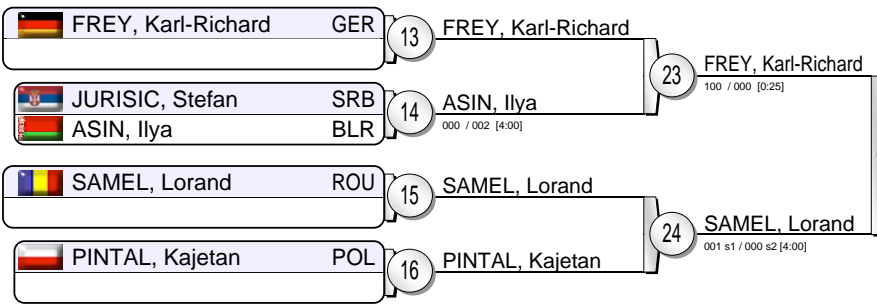 FREY, Karl-Richard GER
13
FREY, Karl-Richard
23
FREY, Karl-Richard
100 / 000 [0:25]
JURISIC, Stefan SRB
ASIN, Ilya BLR
14
ASIN, Ilya
000 / 002 [4:00]
SAMEL, Lorand ROU
15
SAMEL, Lorand
24
SAMEL, Lorand
001 s1 / 000 s2 [4:00]
PINTAL, Kajetan POL
16
PINTAL, Kajetan